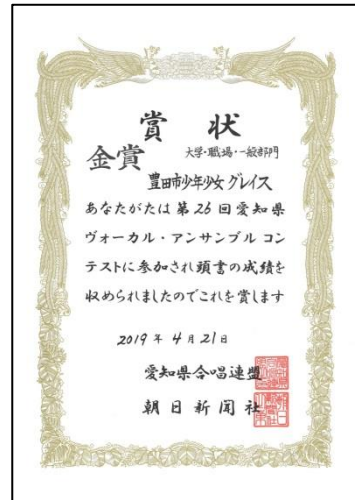 賞状
金賞 大学・職場・一般部門
豊田市少年少女グレイス
あなたがたは第26回愛知県
ヴォーカル・アンサンブルコン
テストに参加され頭書の成績を
収められましたのでこれを賞します
2019年4月21日
愛知県合唱連盟
朝日新聞社